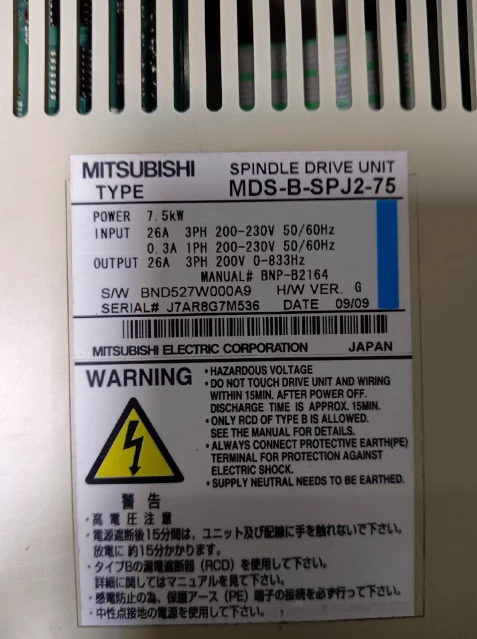 MITSUBISHI SPINDLE DRIVE UNIT
TYPE MDS-B-SPJ2-75
POWER 7.5kW
INPUT 26A 3PH 200-230V 50/60Hz
0.3A 1PH 200-230V 50/60Hz
OUTPUT 26A 3PH 200V 0-833Hz
MANUAL# BNP-B2164
S/W BND527W000A9 H/W VER. G
SERIAL# J7AR8G7M536 DATE 09/09
MITSUBISHI ELECTRIC CORPORATION JAPAN
WARNING
・HAZARDOUS VOLTAGE
・DO NOT TOUCH DRIVE UNIT AND WIRING
WITHIN 15MIN. AFTER POWER OFF.
DISCHARGE TIME IS APPROX. 15MIN.
・ONLY RCD OF TYPE B IS ALLOWED.
SEE THE MANUAL FOR DETAILS.
・ALWAYS CONNECT PROTECTIVE EARTH(PE)
TERMINAL FOR PROTECTION AGAINST
ELECTRIC SHOCK.
・SUPPLY NEUTRAL NEEDS TO BE EARTHED.
警告
・高電圧注意
・電源遮断後15分間は、ユニット及び配線に手を触れないで下さい。
放電に約15分かかります。
・タイプBの漏電遮断器（RCD）を使用して下さい。
詳細に関してはマニュアルを見て下さい。
・感電防止の為、保護アース（PE）端子の接続を必ず行って下さい。
・中性点接地の電源を使用して下さい。